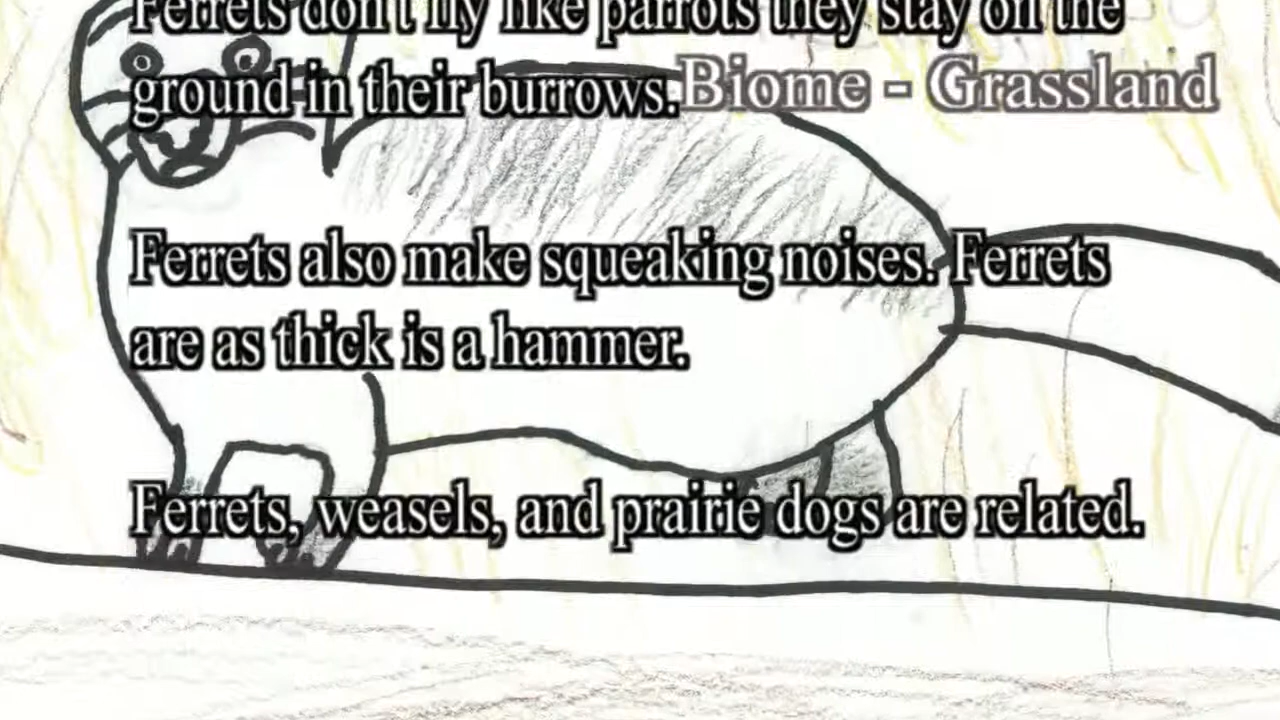 Ferrets don't fly like parrots they stay on the
ground in their burrows.
Biome - Grassland
Ferrets also make squeaking noises. Ferrets
are as thick is a hammer.
Ferrets, weasels, and prairie dogs are related.